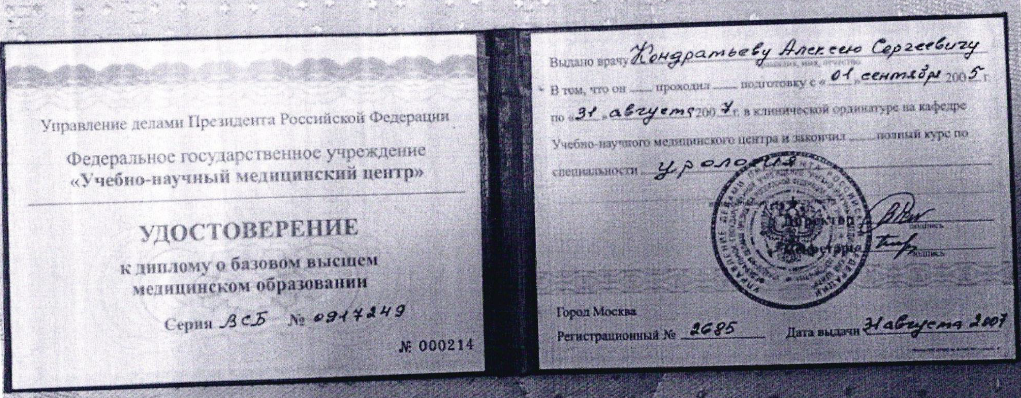 Управление делами Президента Российской Федерации
Федеральное государственное учреждение
«Учебно-научный медицинский центр»
УДОСТОВЕРЕНИЕ
к диплому о базовом высшем
медицинском образовании
Серия ВСБ № 0917249
№ 000214
Выдано врачу Кондратьеву Алексею Сергеевичу
фамилия, имя, отчество
В том, что он проходил подготовку с «01» сентября 2005 г.
по «31» августа 2007 г. в клинической ординатуре на кафедре
Учебно-научного медицинского центра и закончил полный курс по
специальности урология
Директор
подпись
Секретарь
подпись
Город Москва
Регистрационный № 2685 Дата выдачи 31 августа 2007